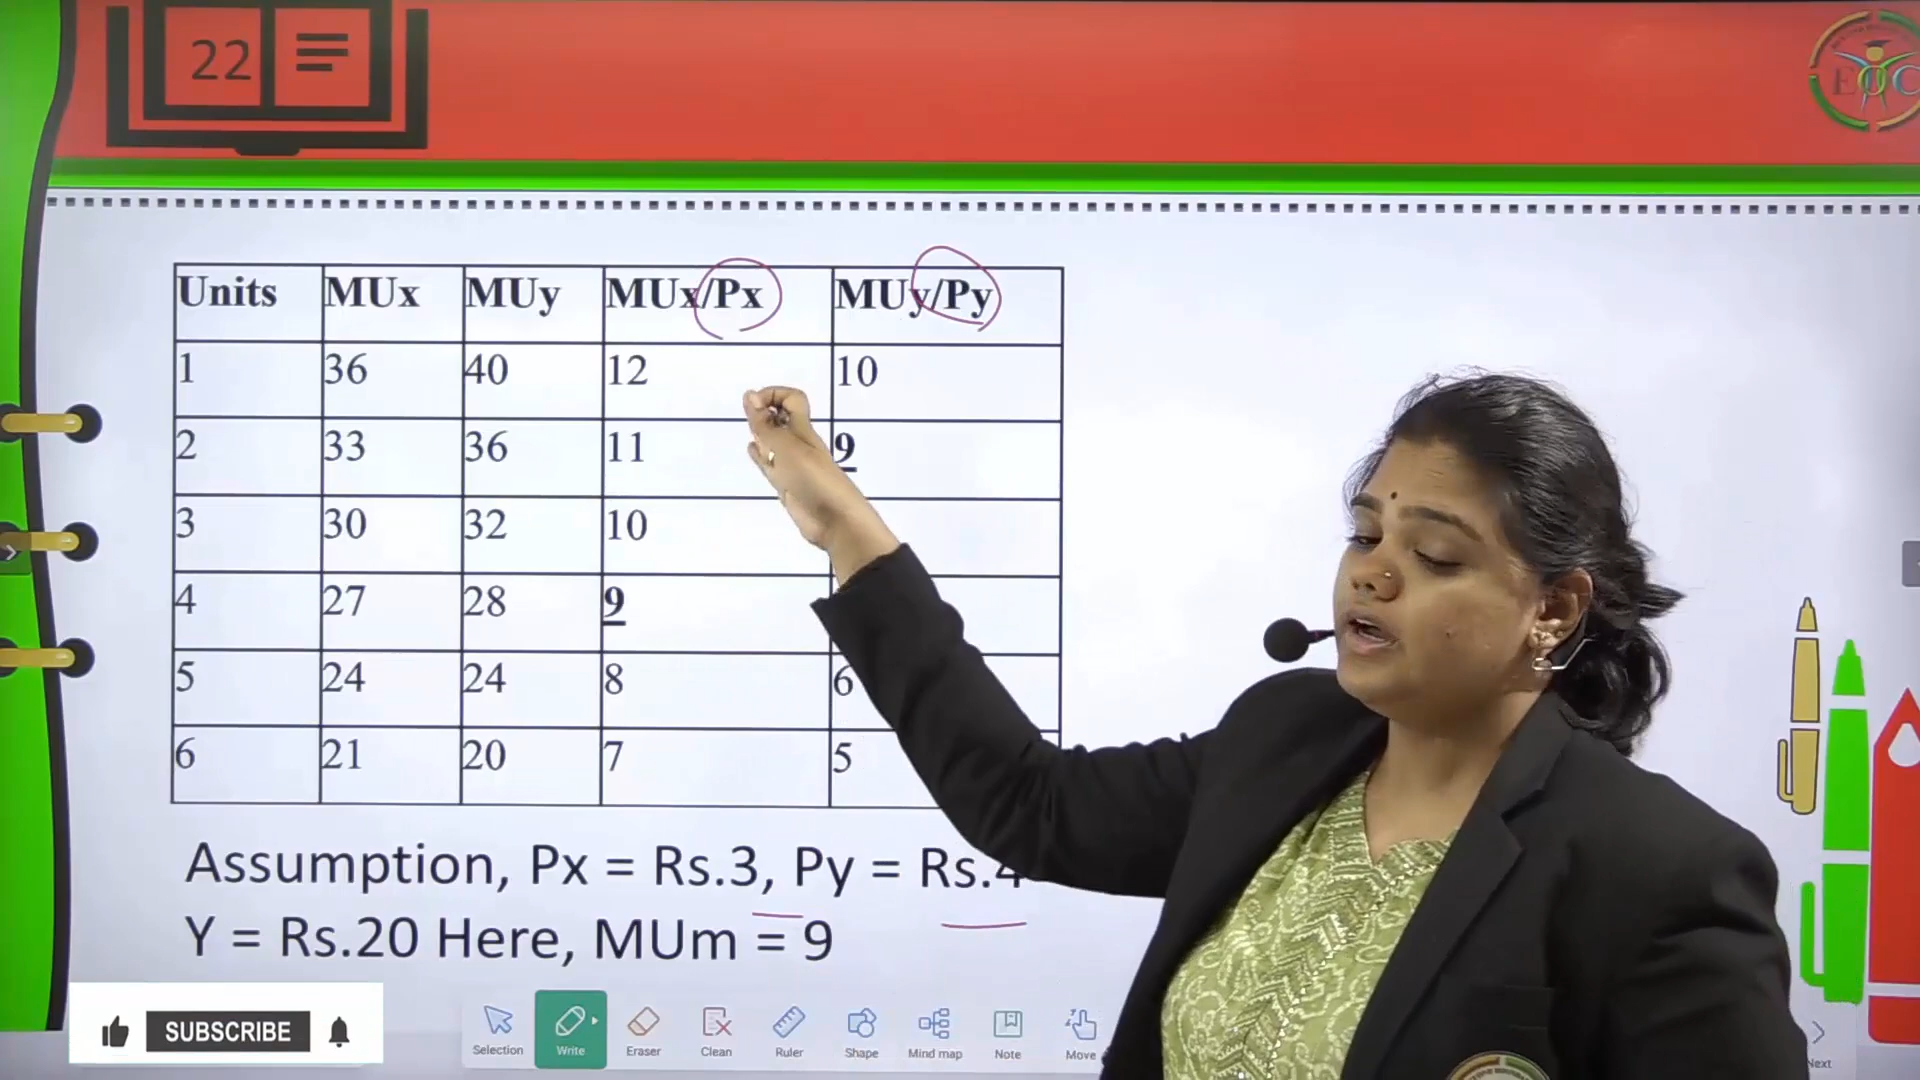 22
EOC
Units MUx MUy MUx/Px MUy/Py
1 36 40 12 10
2 33 36 11 9
3 30 32 10
4 27 28 9
5 24 24 8 6
6 21 20 7 5
Assumption, Px = Rs.3, Py = Rs.4
Y = Rs.20 Here, MUm = 9
SUBSCRIBE
Selection Write Eraser Clean Ruler Shape Mind map Note Move Next